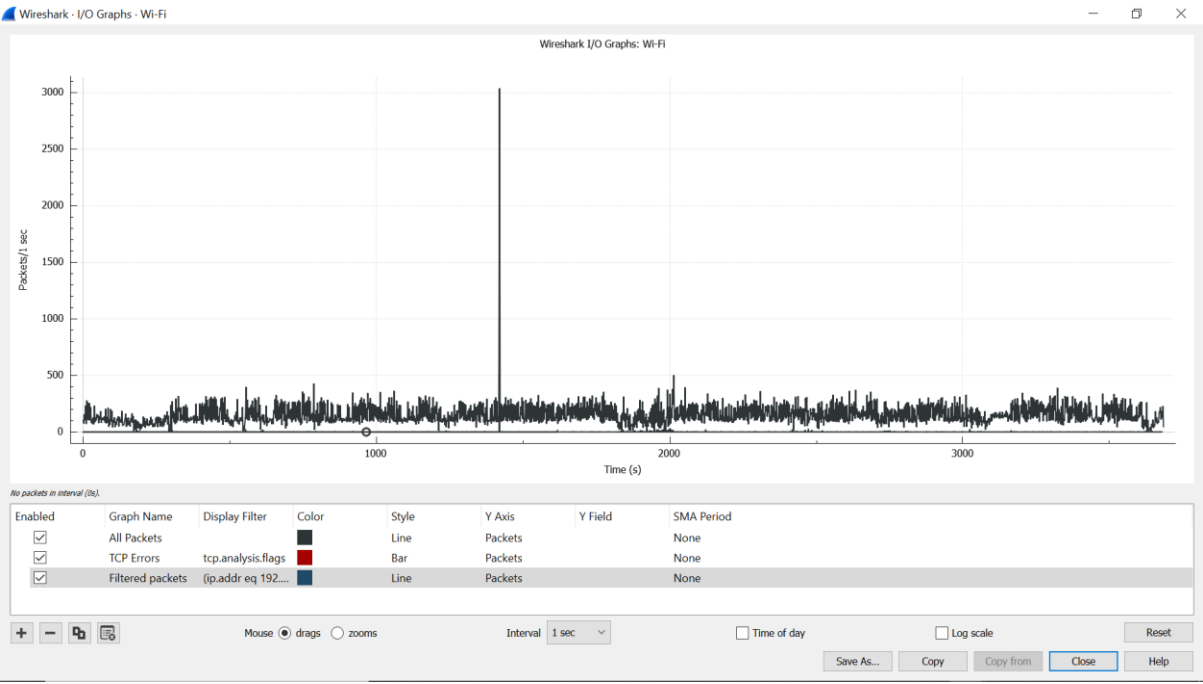 Wireshark · I/O Graphs · Wi-Fi
Wireshark I/O Graphs: Wi-Fi
3000
2500
2000
1500
1000
500
0
Packets/1 sec
0 1000 2000 3000
Time (s)
No packets in interval (0s).
Enabled Graph Name Display Filter Color Style Y Axis Y Field SMA Period
All Packets Line Packets None
TCP Errors tcp.analysis.flags Bar Packets None
Filtered packets (ip.addr eq 192.... Line Packets None
Mouse drags zooms Interval 1 sec Time of day Log scale Reset
Save As... Copy Copy from Close Help